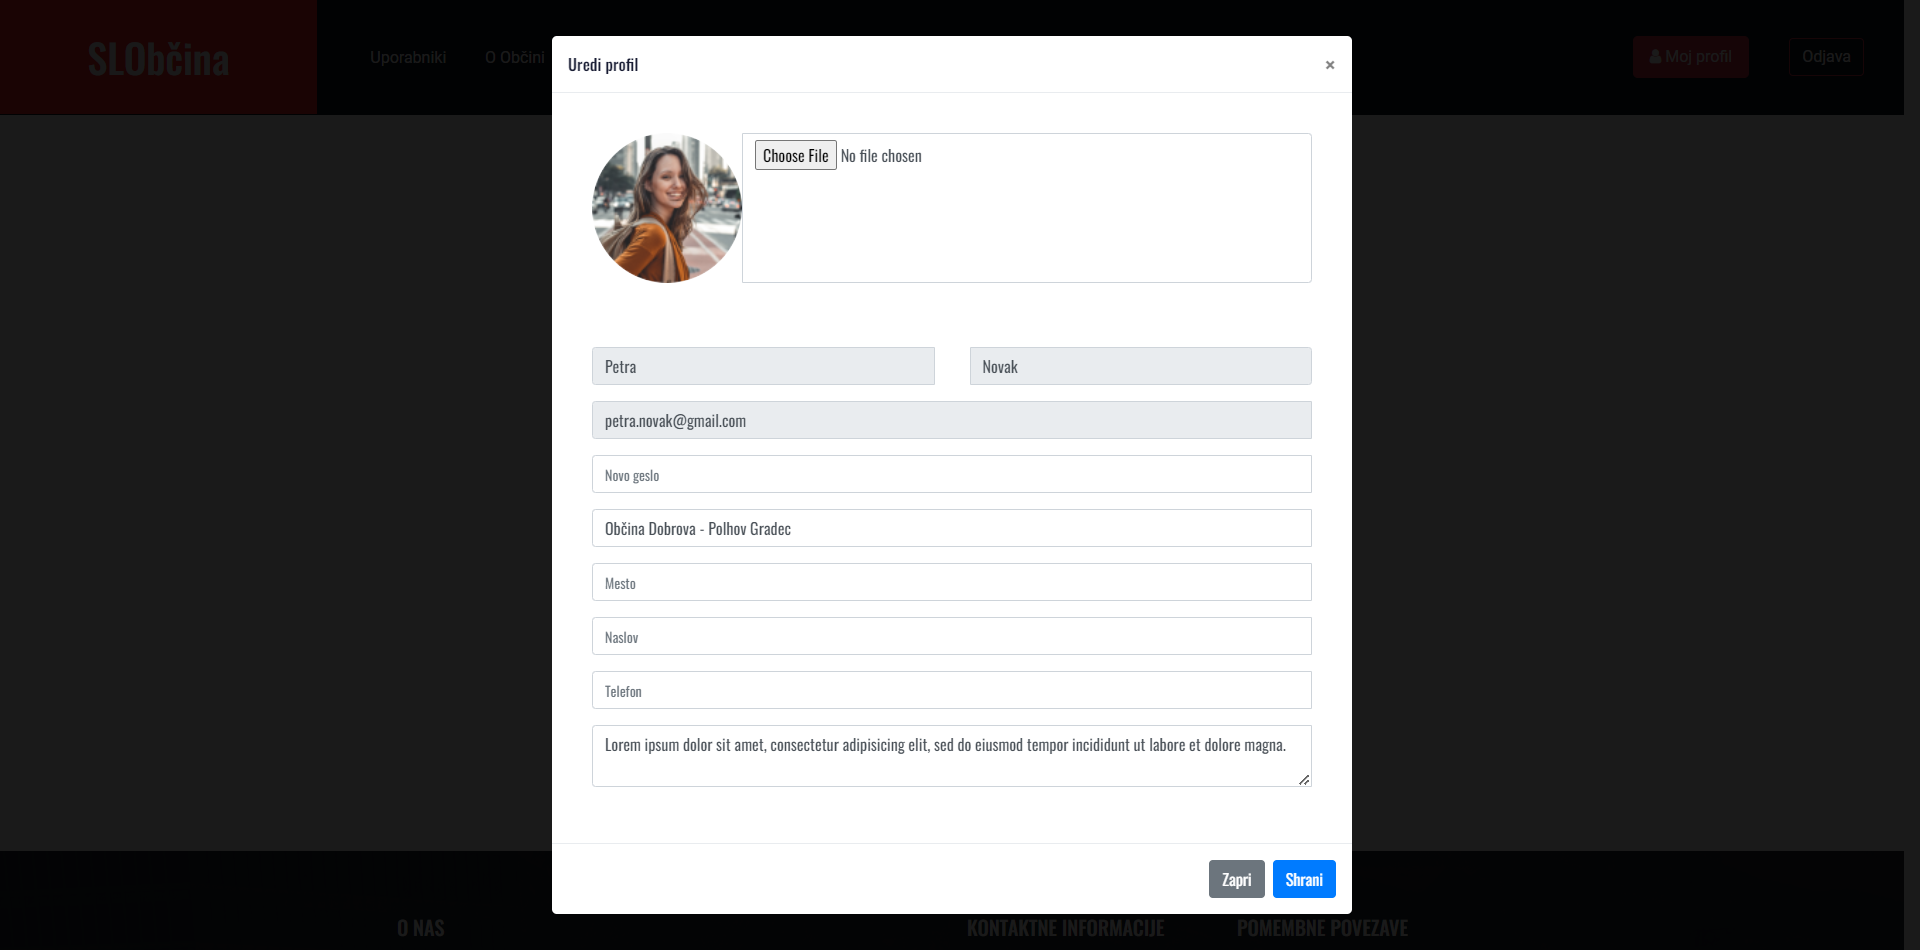 SLObčina
Uporabniki
O Občini
Moj profil
Odjava
Uredi profil
×
Choose File No file chosen
Petra
Novak
petra.novak@gmail.com
Novo geslo
Občina Dobrova - Polhov Gradec
Mesto
Naslov
Telefon
Lorem ipsum dolor sit amet, consectetur adipisicing elit, sed do eiusmod tempor incididunt ut labore et dolore magna.
Zapri
Shrani
O NAS
KONTAKTNE INFORMACIJE
POMEMBNE POVEZAVE